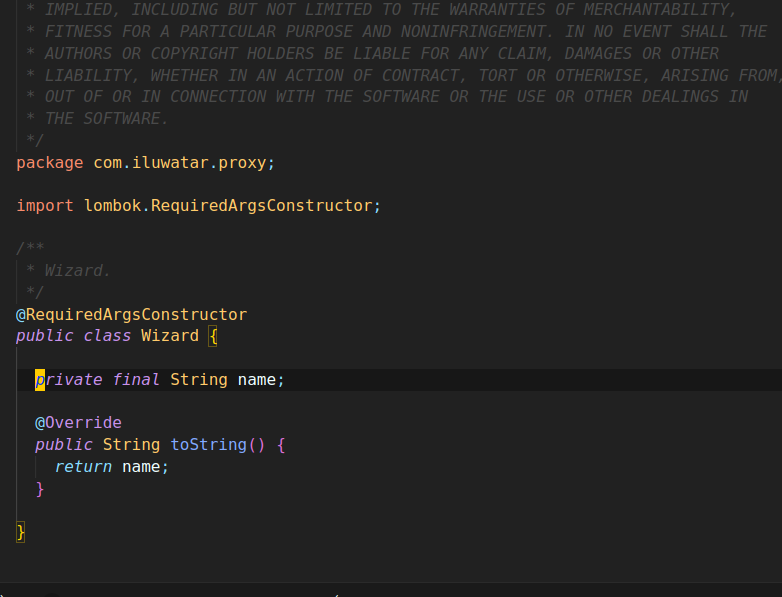 * IMPLIED, INCLUDING BUT NOT LIMITED TO THE WARRANTIES OF MERCHANTABILITY,
* FITNESS FOR A PARTICULAR PURPOSE AND NONINFRINGEMENT. IN NO EVENT SHALL THE
* AUTHORS OR COPYRIGHT HOLDERS BE LIABLE FOR ANY CLAIM, DAMAGES OR OTHER
* LIABILITY, WHETHER IN AN ACTION OF CONTRACT, TORT OR OTHERWISE, ARISING FROM,
* OUT OF OR IN CONNECTION WITH THE SOFTWARE OR THE USE OR OTHER DEALINGS IN
* THE SOFTWARE.
*/
package com.iluwatar.proxy;
import lombok.RequiredArgsConstructor;
/**
* Wizard.
*/
@RequiredArgsConstructor
public class Wizard {
private final String name;
@Override
public String toString() {
return name;
}
}